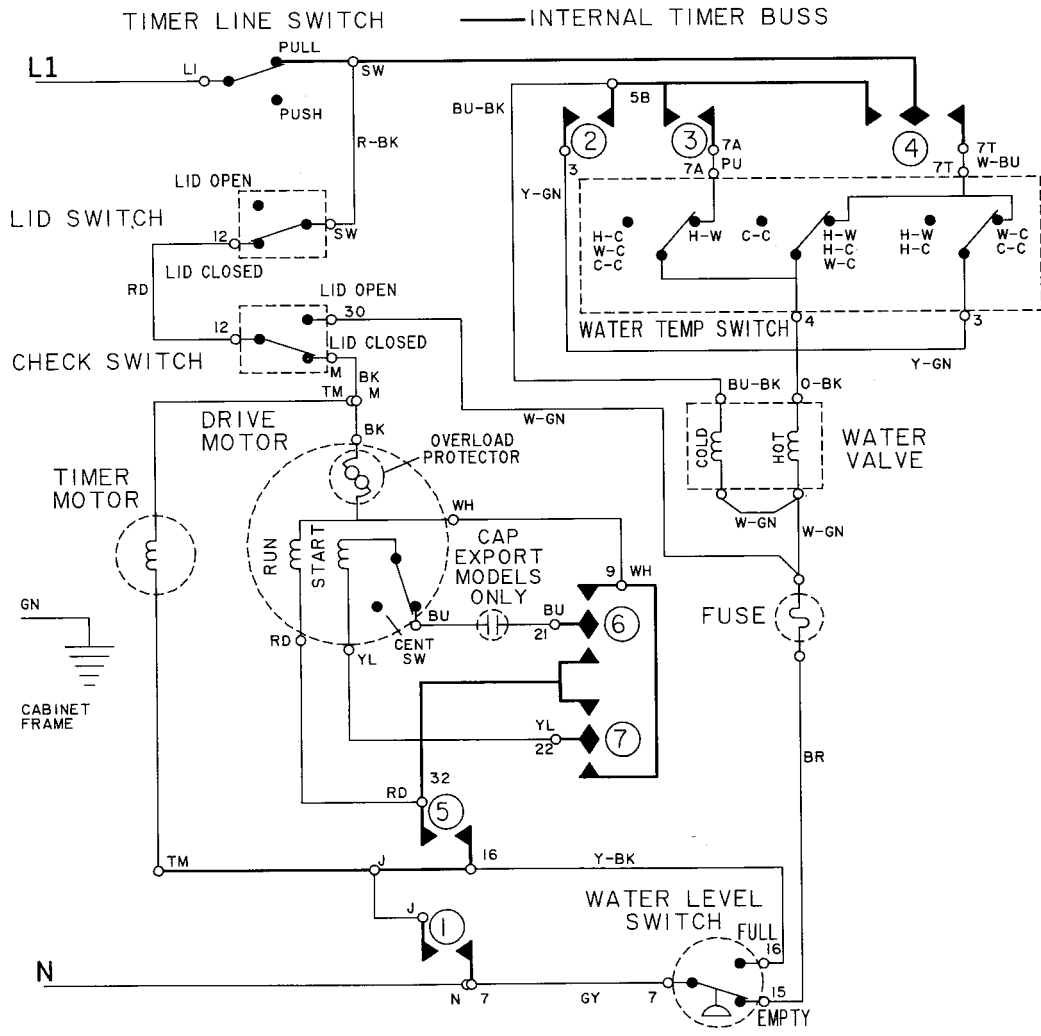 TIMER LINE SWITCH
INTERNAL TIMER BUSS
L1
LI
PULL
SW
PUSH
R-BK
BU-BK
5B
2
3
4
3
7A
PU
7A
7T
W-BU
7T
Y-GN
LID OPEN
LID SWITCH
12
SW
LID CLOSED
H-C
W-C
C-C
H-W
C-C
H-W
H-C
W-C
H-W
H-C
W-C
C-C
RD
LID OPEN
12
30
WATER TEMP SWITCH
4
3
CHECK SWITCH
LID CLOSED
M
BK
Y-GN
TM
M
BU-BK
O-BK
DRIVE
MOTOR
BK
W-GN
OVERLOAD
PROTECTOR
COLD
HOT
WATER
VALVE
TIMER
MOTOR
WH
W-GN
W-GN
RUN
START
CAP
EXPORT
MODELS
ONLY
9
WH
GN
BU
BU
21
6
FUSE
RD
CENT
SW
YL
CABINET
FRAME
YL
22
7
BR
32
RD
5
TM
J
16
Y-BK
J
1
WATER LEVEL
SWITCH
FULL
16
N
N
7
GY
7
15
EMPTY